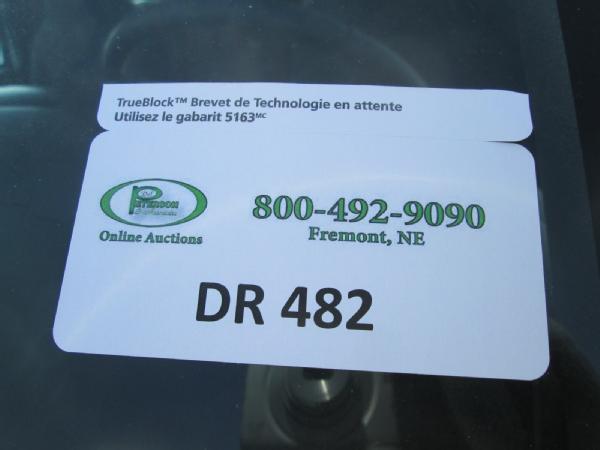 TrueBlock™ Brevet de Technologie en attente
Utilisez le gabarit 5163ᴹᶜ
PETERSON
Online Auctions
800-492-9090
Fremont, NE
DR 482